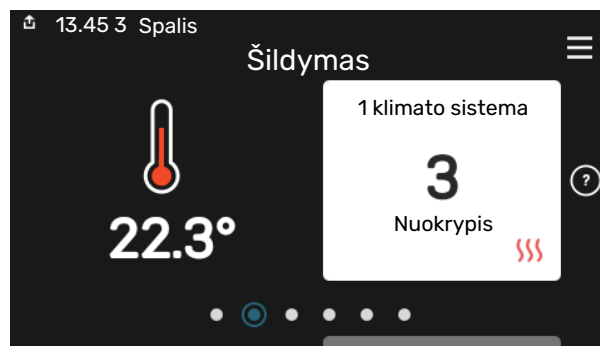 13.45 3 Spalis
Šildymas
1 klimato sistema
3
Nuokrypis
22.3°
?